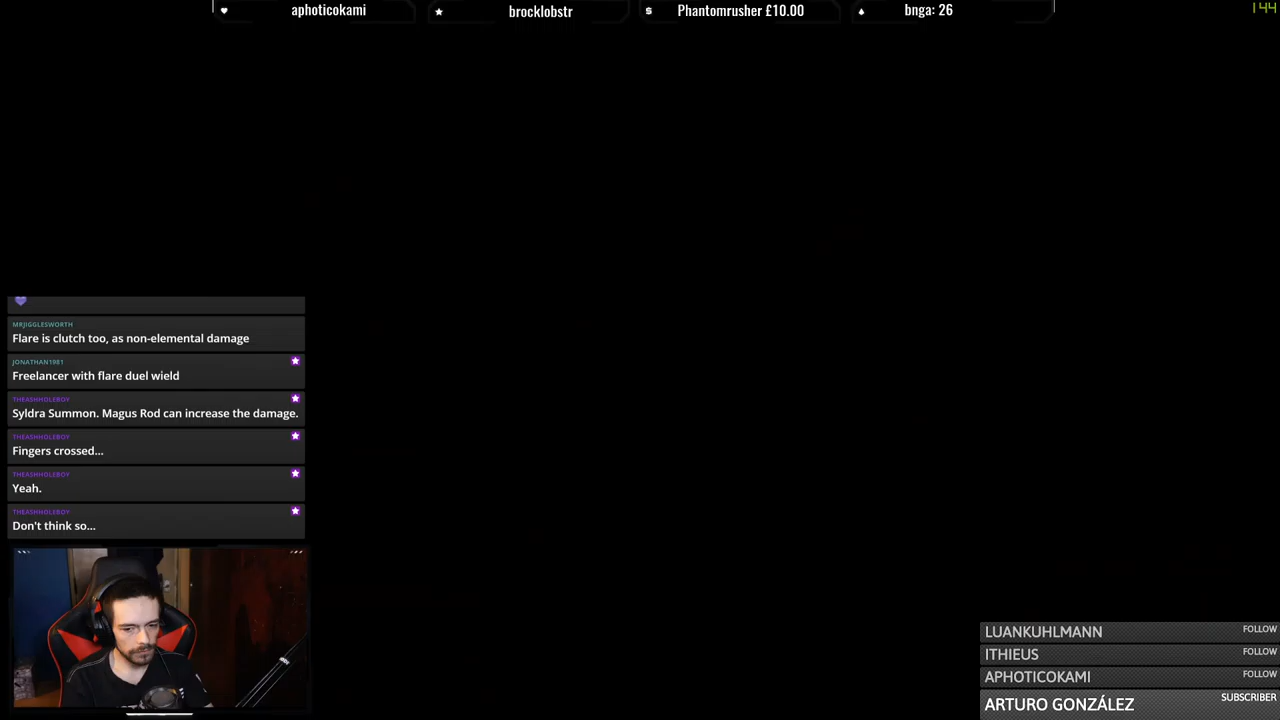 aphoticokami
brocklobstr
$ Phantomrusher £10.00
bnga: 26
144
MRJIGGLESWORTH
Flare is clutch too, as non-elemental damage
JONATHAN1981
Freelancer with flare duel wield
THEASHHOLEBOY
Syldra Summon. Magus Rod can increase the damage.
THEASHHOLEBOY
Fingers crossed...
THEASHHOLEBOY
Yeah.
THEASHHOLEBOY
Don't think so...
LUANKUHLMANN FOLLOW
ITHIEUS FOLLOW
APHOTICOKAMI FOLLOW
ARTURO GONZÁLEZ SUBSCRIBER